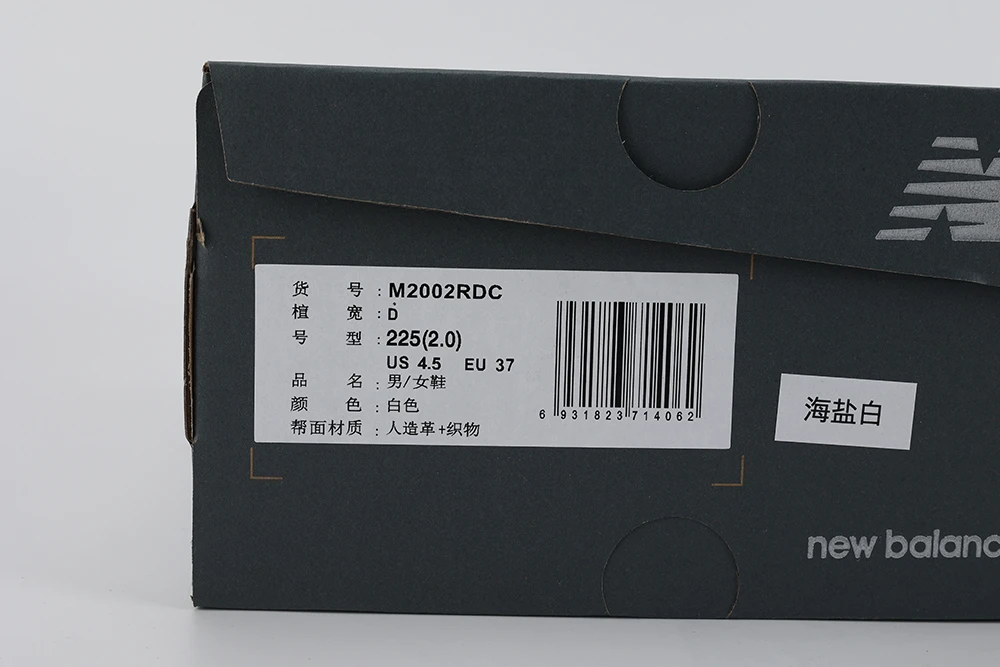 货 号 : M2002RDC
楦 宽 : D
号 型 : 225(2.0)
US 4.5 EU 37
品 名 : 男/女鞋
颜 色 : 白色
帮面材质 : 人造革+织物
6 931823 714062
海盐白
N
new balanc